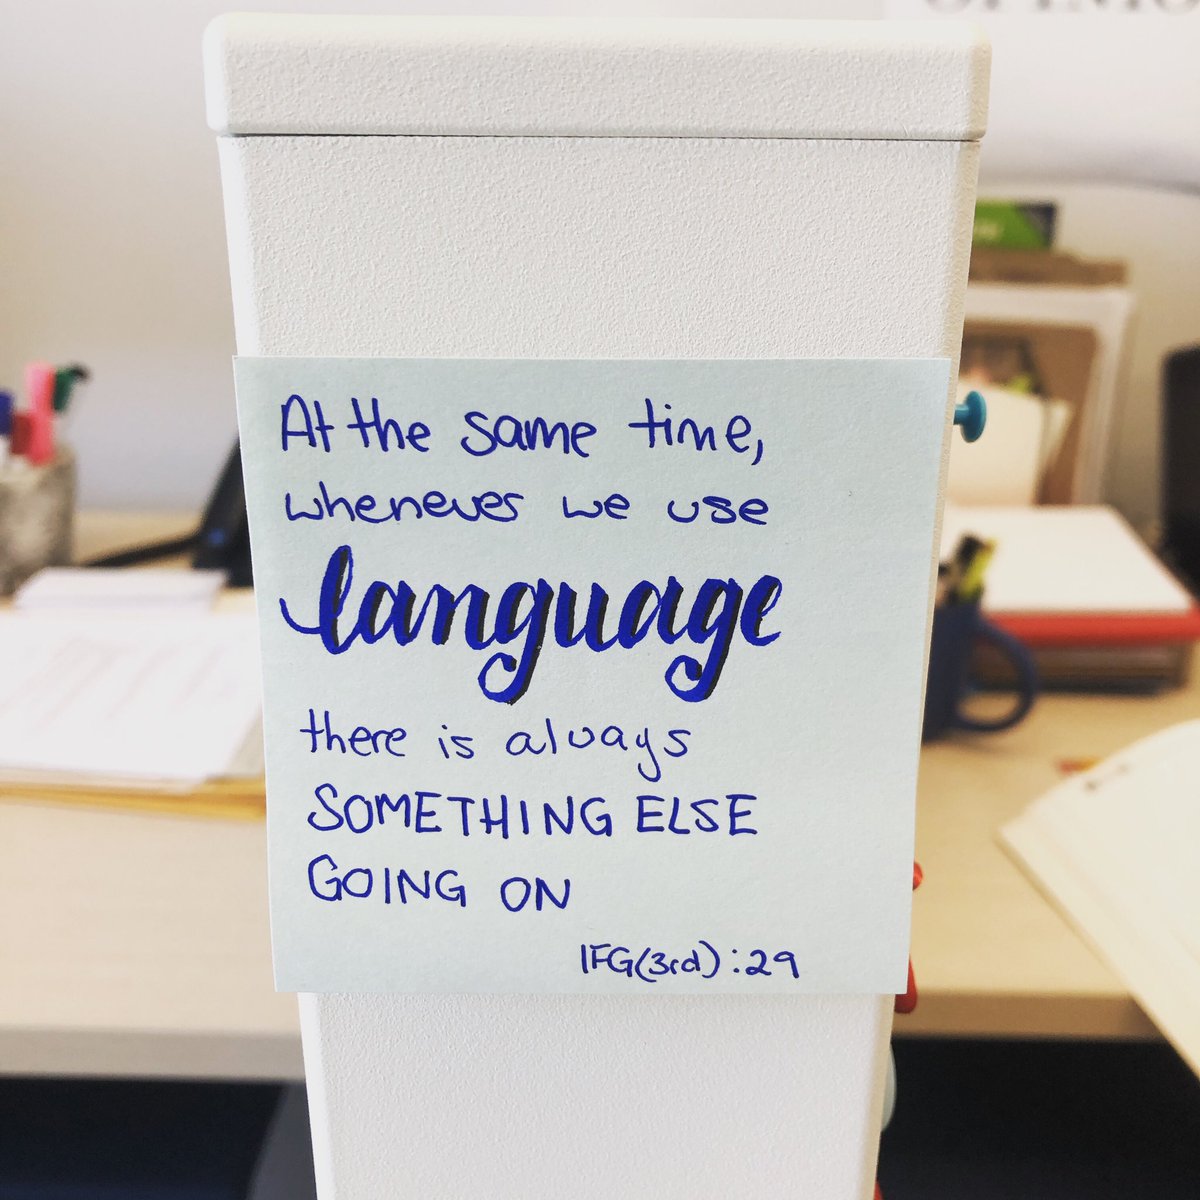 At the same time,
whenever we use
language
there is always
SOMETHING ELSE
GOING ON
IFG(3rd):29